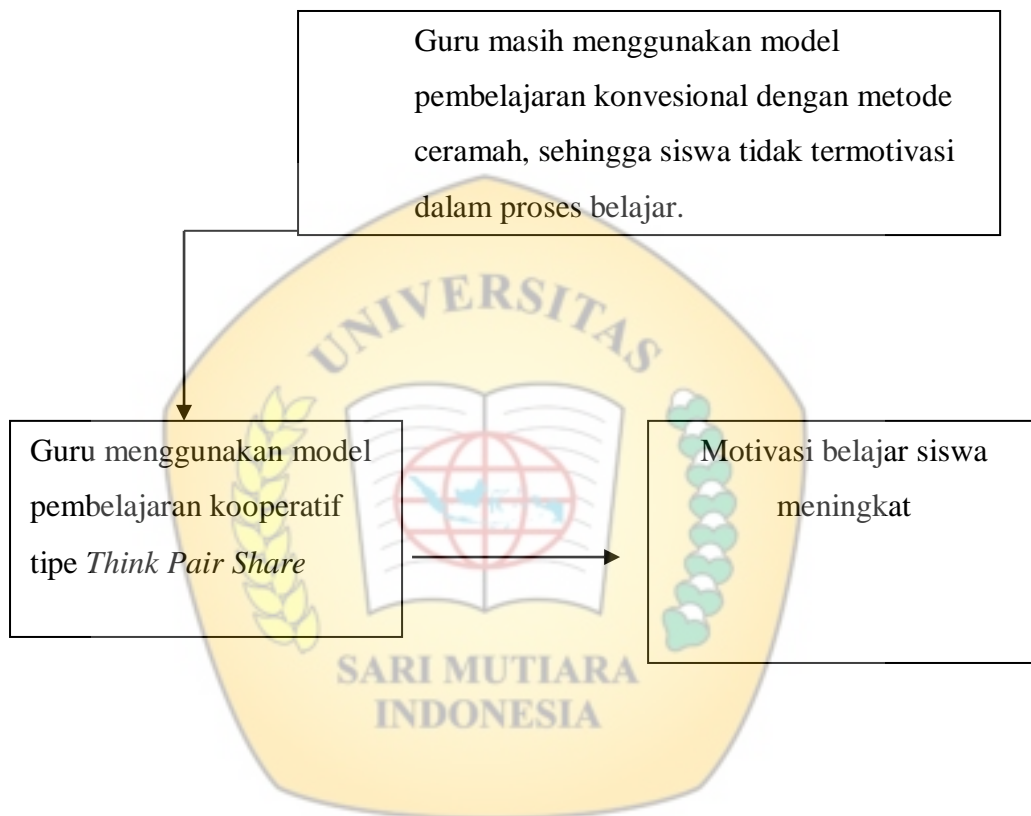 Guru masih menggunakan model
pembelajaran konvesional dengan metode
ceramah, sehingga siswa tidak termotivasi
dalam proses belajar.
UNIVERSITAS
Guru menggunakan model
pembelajaran kooperatif
tipe Think Pair Share
Motivasi belajar siswa
meningkat
SARI MUTIARA
INDONESIA